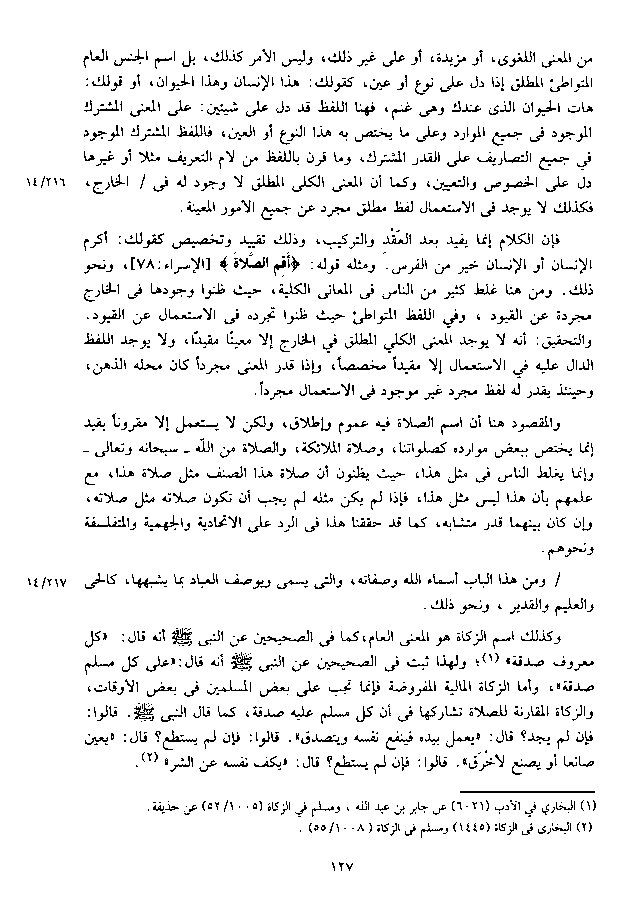 من المعنى اللغوى، أو مزيدة، أو على غير ذلك، وليس الأمر كذلك، بل اسم الجنس العام
المتواطئ المطلق إذا دل على نوع أو عين، كقولك: هذا الإنسان وهذا الحيوان، أو قولك:
هات الحيوان الذى عندك وهى غنم، فهنا اللفظ قد دل على شيئين: على المعنى المشترك
الموجود فى جميع الموارد وعلى ما يختص به هذا النوع أو العين، فاللفظ المشترك الموجود
في جميع التصاريف على القدر المشترك، وما قرن باللفظ من لام التعريف مثلا أو غيرها
دل على الخصوص والتعيين، وكما أن المعنى الكلى المطلق لا وجود له فى / الخارج، ١٤/٢١٦
فكذلك لا يوجد فى الاستعمال لفظ مطلق مجرد عن جميع الأمور المعينة.
فإن الكلام إنما يفيد بعد العَقْد والتركيب، وذلك تقييد وتخصيص كقولك: أكرم
الإنسان أو الإنسان خير من الفرس. ومثله قوله: ﴿أَقِمِ الصَّلَاةَ﴾ [الإسراء:٧٨]، ونحو
ذلك. ومن هنا غلط كثير من الناس فى المعانى الكلية، حيث ظنوا وجودها فى الخارج
مجردة عن القيود ، وفي اللفظ المتواطئ حيث ظنوا تجرده فى الاستعمال عن القيود.
والتحقيق: أنه لا يوجد المعنى الكلي المطلق في الخارج إلا معينًا مقيدًا، ولا يوجد اللفظ
الدال عليه في الاستعمال إلا مقيداً مخصصاً، وإذا قدر المعنى مجرداً كان محله الذهن،
وحينئذ يقدر له لفظ مجرد غير موجود فى الاستعمال مجرداً.
والمقصود هنا أن اسم الصلاة فيه عموم وإطلاق، ولكن لا يستعمل إلا مقروناً بقيد
إنما يختص ببعض موارده كصلواتنا، وصلاة الملائكة، والصلاة من الله ـ سبحانه وتعالى ـ
وإنما يغلط الناس فى مثل هذا، حيث يظنون أن صلاة هذا الصنف مثل صلاة هذا، مع
علمهم بأن هذا ليس مثل هذا، فإذا لم يكن مثله لم يجب أن تكون صلاته مثل صلاته،
وإن كان بينهما قدر متشابه، كما قد حققنا هذا فى الرد على الاتحادية والجهمية والمتفلسفة
ونحوهم.
/ ومن هذا الباب أسماء الله وصفاته، والتى يسمى ويوصف العباد بما يشبهها، كالحى ١٤/٢١٧
والعليم والقدير ، ونحو ذلك.
وكذلك اسم الزكاة هو المعنى العام،كما فى الصحيحين عن النبى ﷺ أنه قال: «كل
معروف صدقة» (١)؛ ولهذا ثبت فى الصحيحين عن النبى ﷺ أنه قال:«على كل مسلم
صدقة»، وأما الزكاة المالية المفروضة فإنما تجب على بعض المسلمين فى بعض الأوقات،
والزكاة المقارنة للصلاة تشاركها فى أن كل مسلم عليه صدقة، كما قال النبى ﷺ. قالوا:
فإن لم يجد؟ قال: «يعمل بيده فينفع نفسه ويتصدق». قالوا: فإن لم يستطع؟ قال: «يعين
صانعا أو يصنع لأخْرَق». قالوا: فإن لم يستطع؟ قال: «يكف نفسه عن الشر» (٢).
(١) البخاري في الأدب (٦٠٢١) عن جابر بن عبد الله ، ومسلم في الزكاة (٥٢/١٠٠٥) عن حذيفة.
(٢) البخارى فى الزكاة (١٤٤٥) ومسلم في الزكاة ( ٥٥/١٠٠٨) .
١٢٧